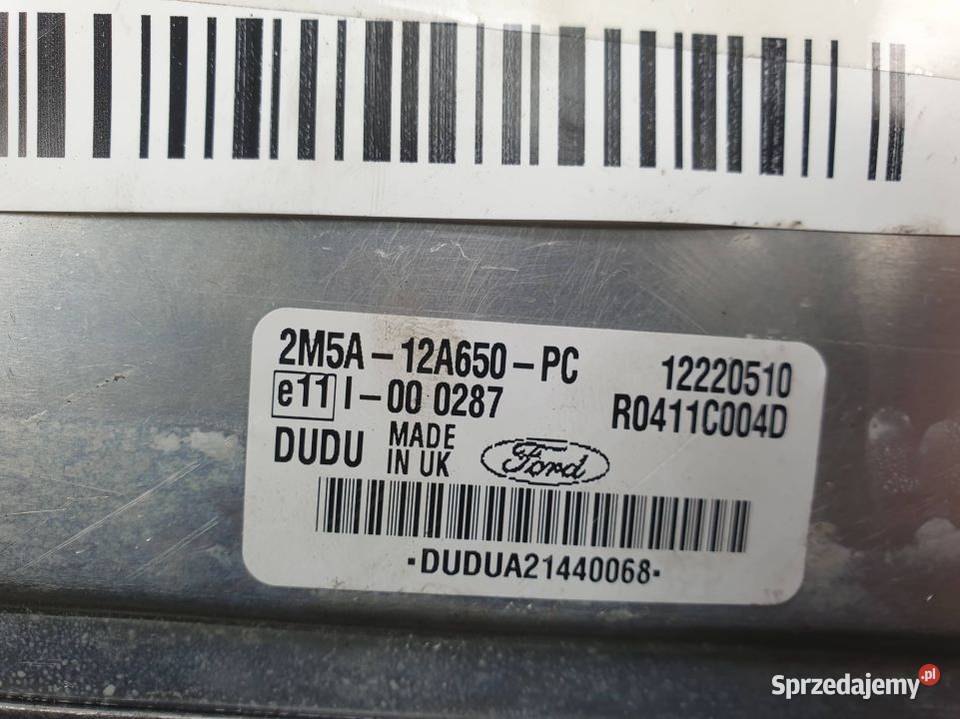 2M5A-12A650-PC 12220510
e11 I-00 0287 R0411C004D
DUDU MADE IN UK Ford
-DUDUA21440068-
Sprzedajemy.pl